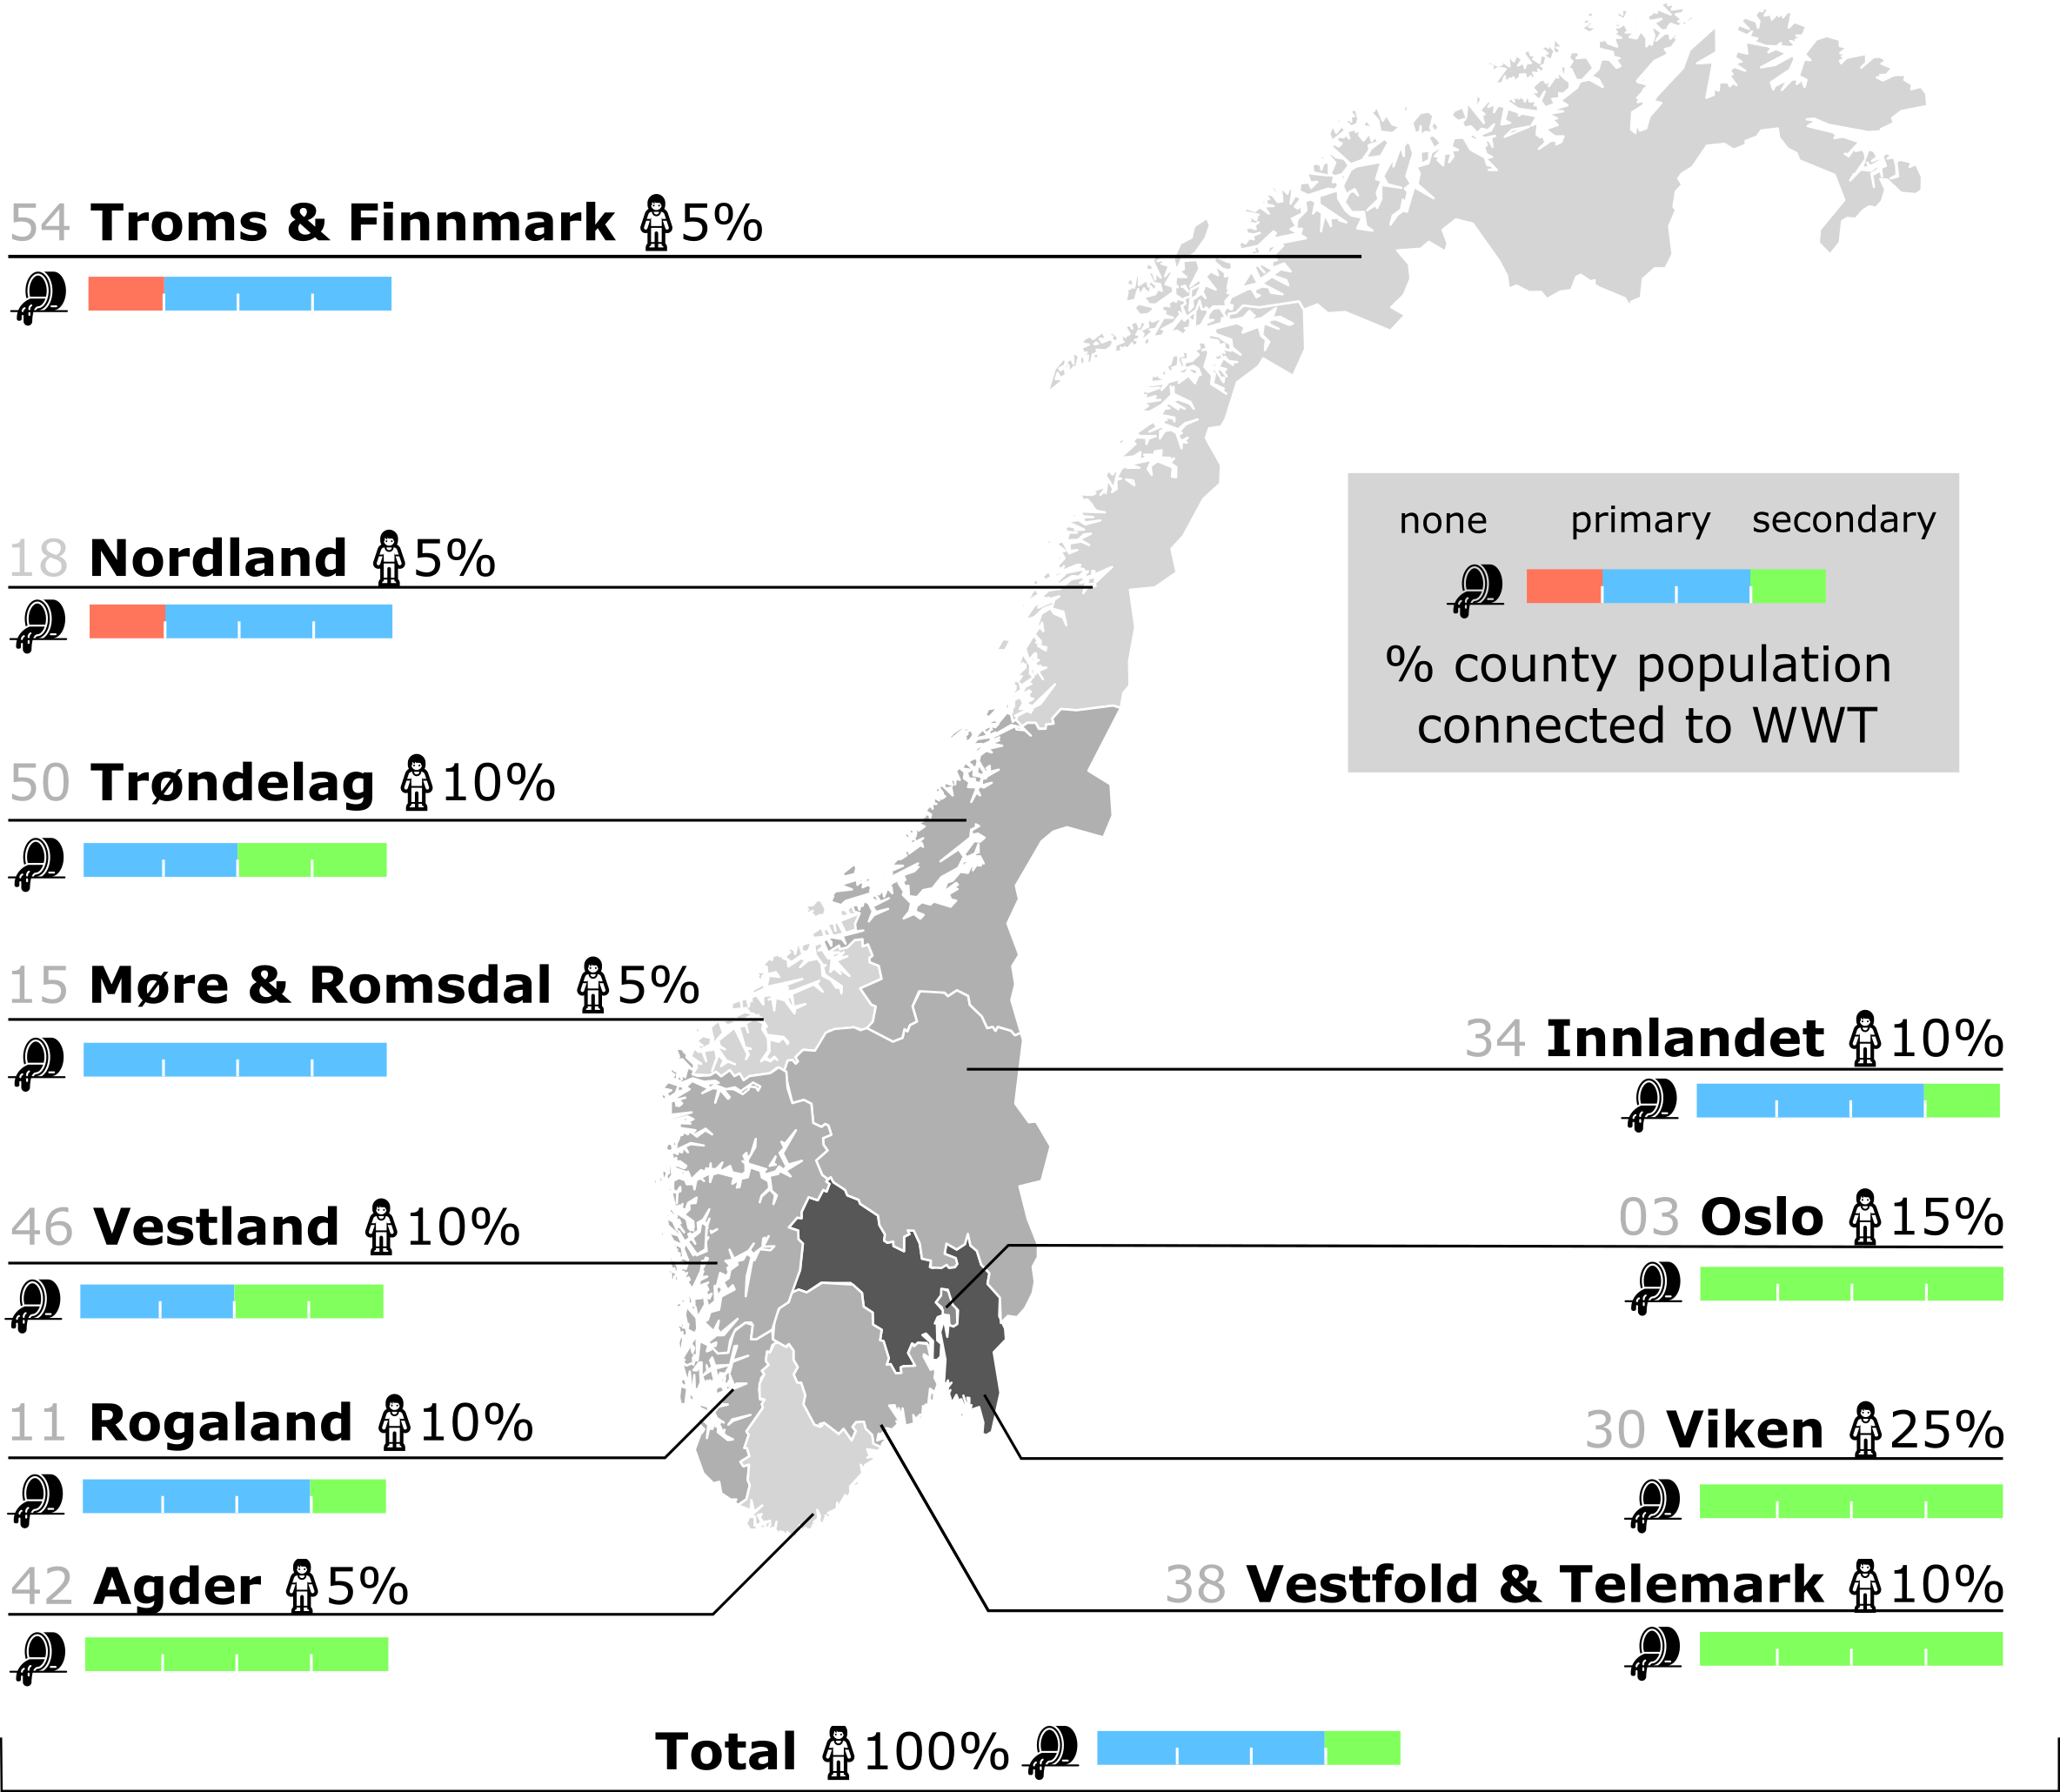 54 Troms & Finnmark 5%
18 Nordland 5%
none primary secondary
% county population
connected to WWT
50 Trøndelag 10%
15 Møre & Romsdal 5%
34 Innlandet 10%
46 Vestland 10%
03 Oslo 15%
11 Rogaland 10%
30 Viken 25%
42 Agder 5%
38 Vestfold & Telemark 10%
Total 100%